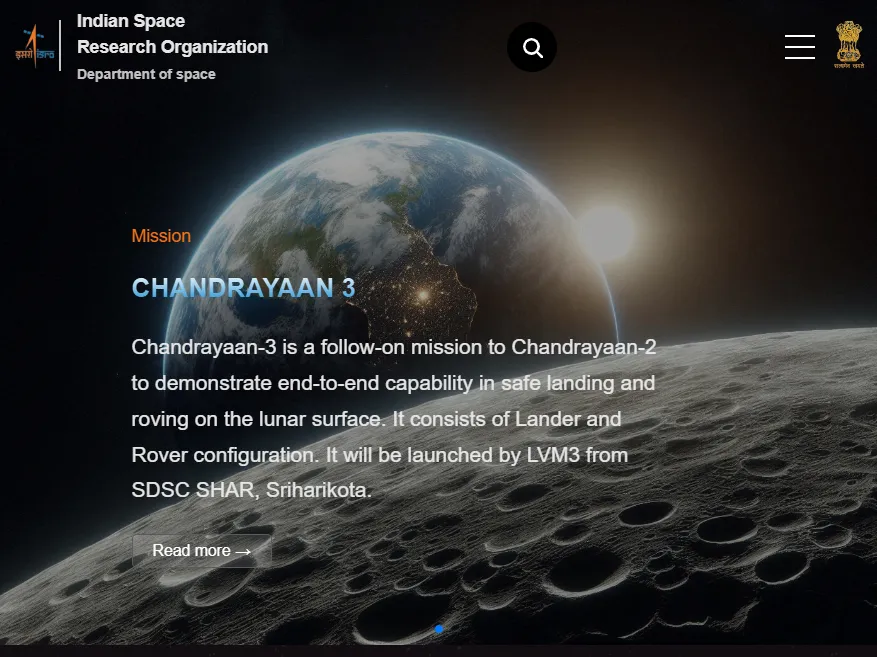 Indian Space
Research Organization
Department of space
इसरो isro
सत्यमेव जयते
Mission
CHANDRAYAAN 3
Chandrayaan-3 is a follow-on mission to Chandrayaan-2
to demonstrate end-to-end capability in safe landing and
roving on the lunar surface. It consists of Lander and
Rover configuration. It will be launched by LVM3 from
SDSC SHAR, Sriharikota.
Read more →